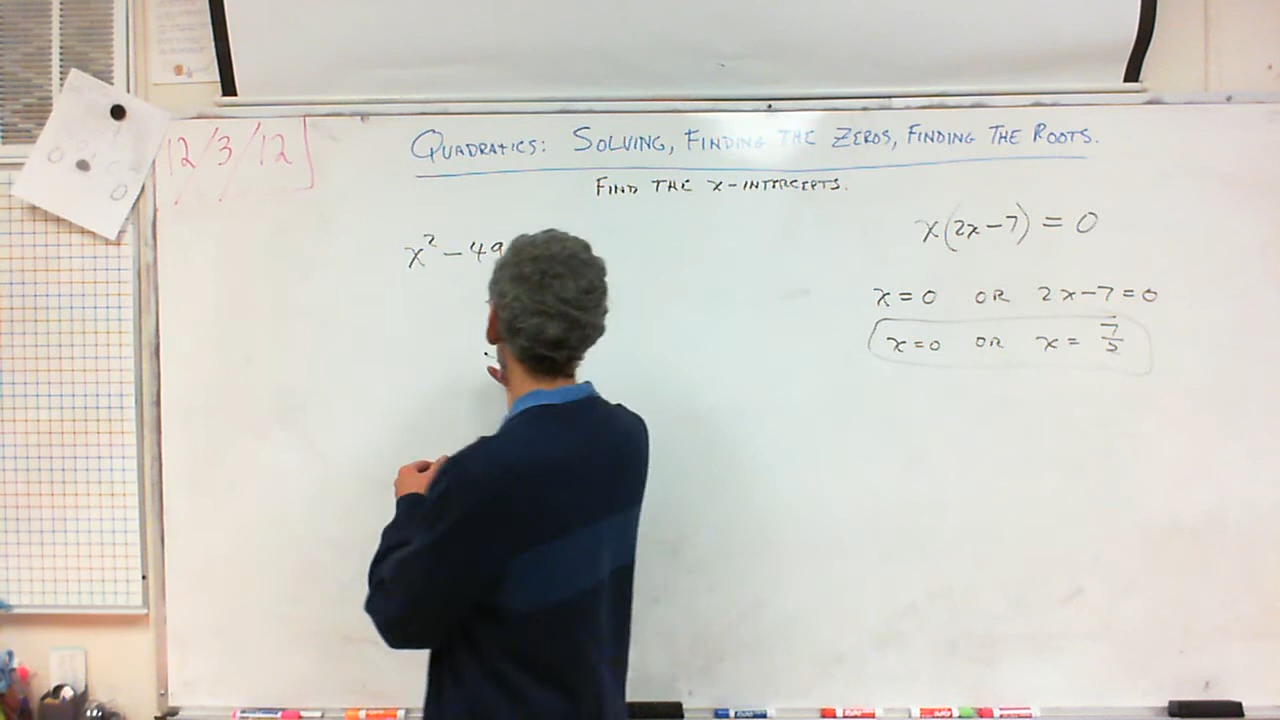 12/3/12
QUADRATICS: SOLVING, FINDING THE ZEROS, FINDING THE ROOTS.
FIND THE X-INTERCEPTS.
x² - 49
x(2x-7) = 0
x=0 OR 2x-7=0
x=0 OR x= 7/2